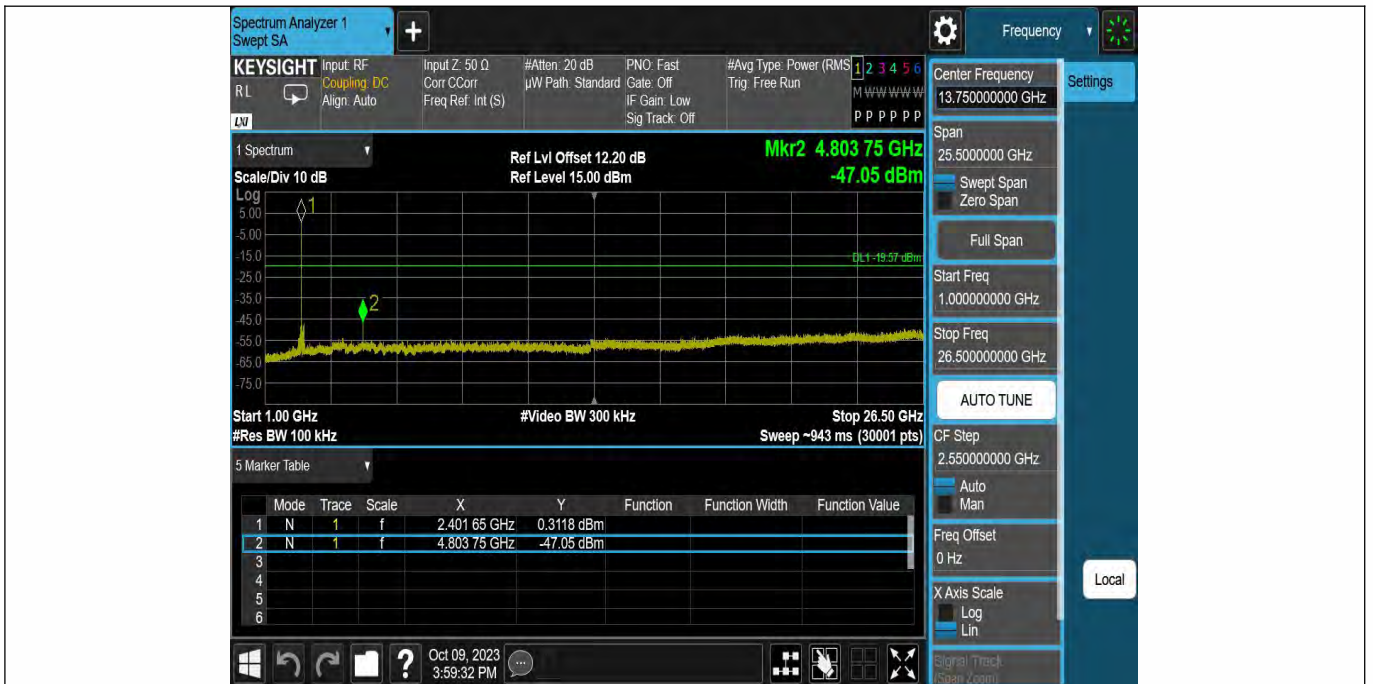 Spectrum Analyzer 1
Swept SA
+
Frequency
KEYSIGHT
RL
LXI
Input: RF
Coupling: DC
Align: Auto
Input Z: 50 Ω
Corr CCorr
Freq Ref: Int (S)
#Atten: 20 dB
µW Path: Standard
PNO: Fast
Gate: Off
IF Gain: Low
Sig Track: Off
#Avg Type: Power (RMS
Trig: Free Run
1 2 3 4 5 6
M W W W W W
P P P P P P
1 Spectrum
Scale/Div 10 dB
Ref Lvl Offset 12.20 dB
Ref Level 15.00 dBm
Mkr2 4.803 75 GHz
-47.05 dBm
Log
5.00
-5.00
-15.0
-25.0
-35.0
-45.0
-55.0
-65.0
-75.0
1
2
DL1 -19.57 dBm
Start 1.00 GHz
#Video BW 300 kHz
Stop 26.50 GHz
#Res BW 100 kHz
Sweep ~943 ms (30001 pts)
5 Marker Table
Mode Trace Scale X Y Function Function Width Function Value
1 N 1 f 2.401 65 GHz 0.3118 dBm
2 N 1 f 4.803 75 GHz -47.05 dBm
3
4
5
6
?
Oct 09, 2023
3:59:32 PM
Center Frequency
13.750000000 GHz
Settings
Span
25.5000000 GHz
Swept Span
Zero Span
Full Span
Start Freq
1.000000000 GHz
Stop Freq
26.500000000 GHz
AUTO TUNE
CF Step
2.550000000 GHz
Auto
Man
Freq Offset
0 Hz
Local
X Axis Scale
Log
Lin
Signal Track
(Span Zoom)